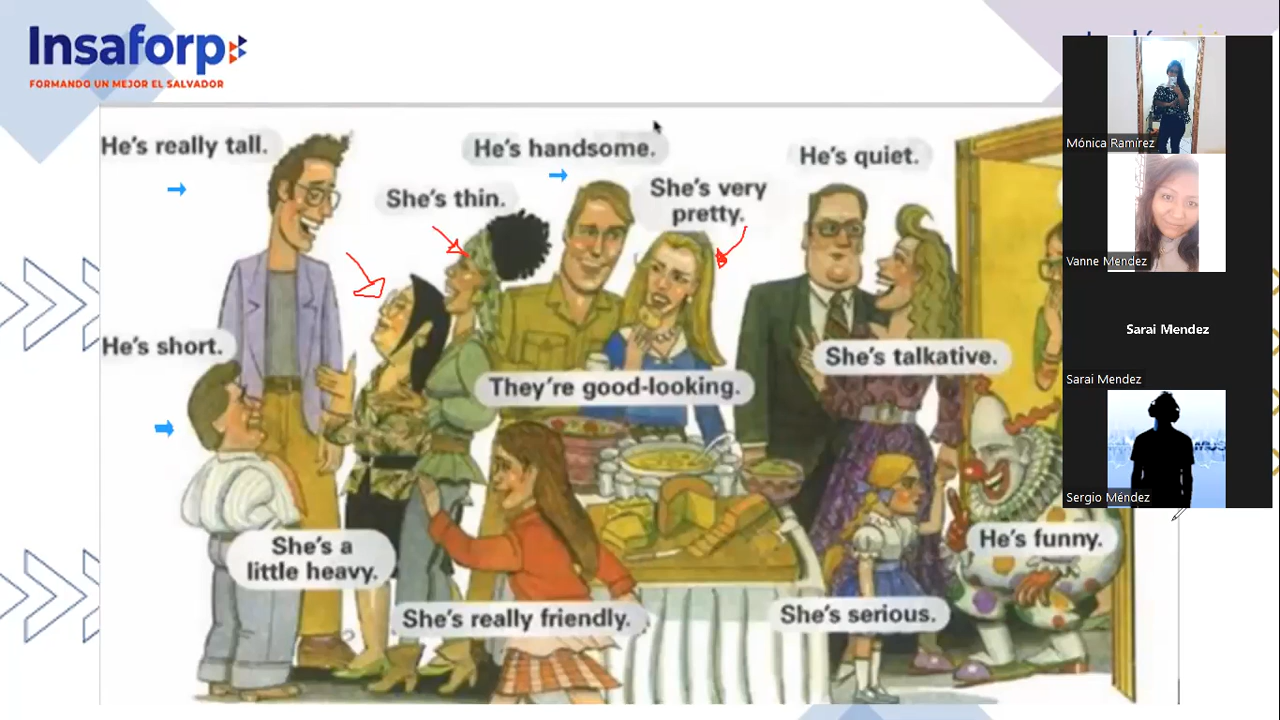 Insaforp
FORMANDO UN MEJOR EL SALVADOR
He's really tall.
He's handsome.
He's quiet.
She's thin.
She's very
pretty.
He's short.
They're good-looking.
She's talkative.
She's a
little heavy.
He's funny.
She's really friendly.
She's serious.
Mónica Ramírez
Vanne Mendez
Sarai Mendez
Sarai Mendez
Sergio Méndez